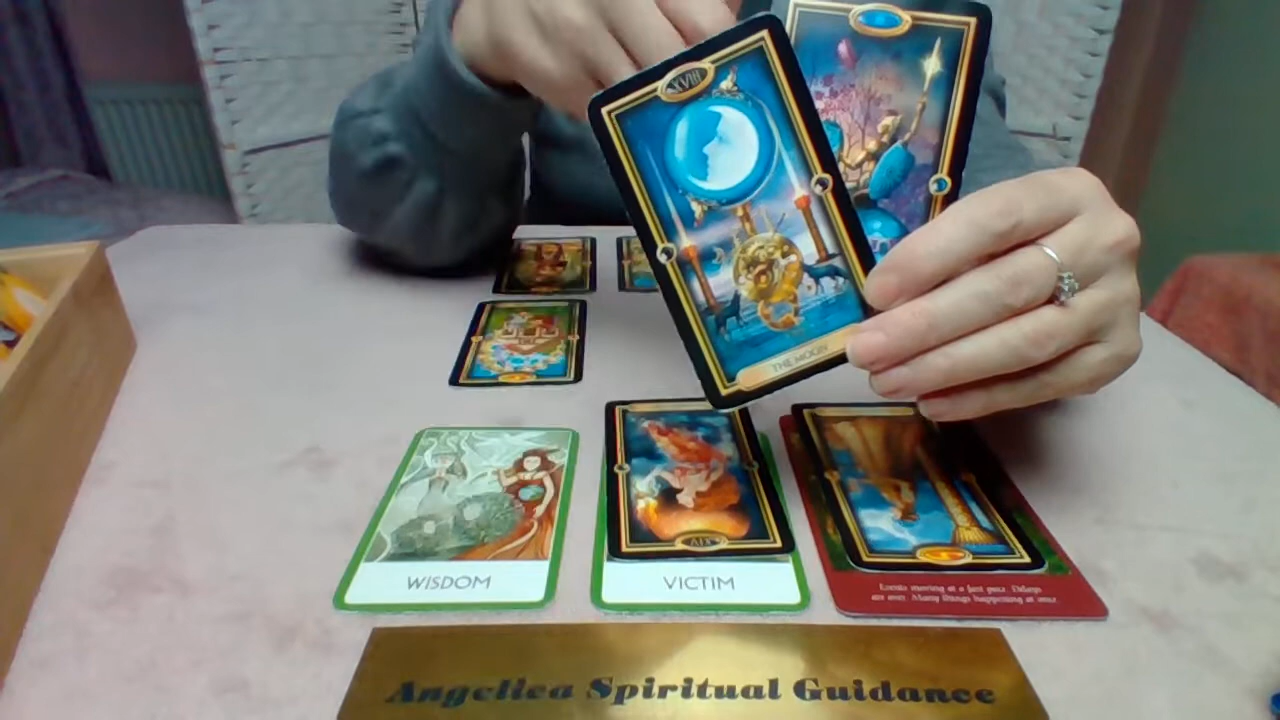 XVIII
THE MOON
WISDOM
VICTIM
XIV
Events moving at a fast pace. Delays
are over. Many things happening at once.
Angelica Spiritual Guidance